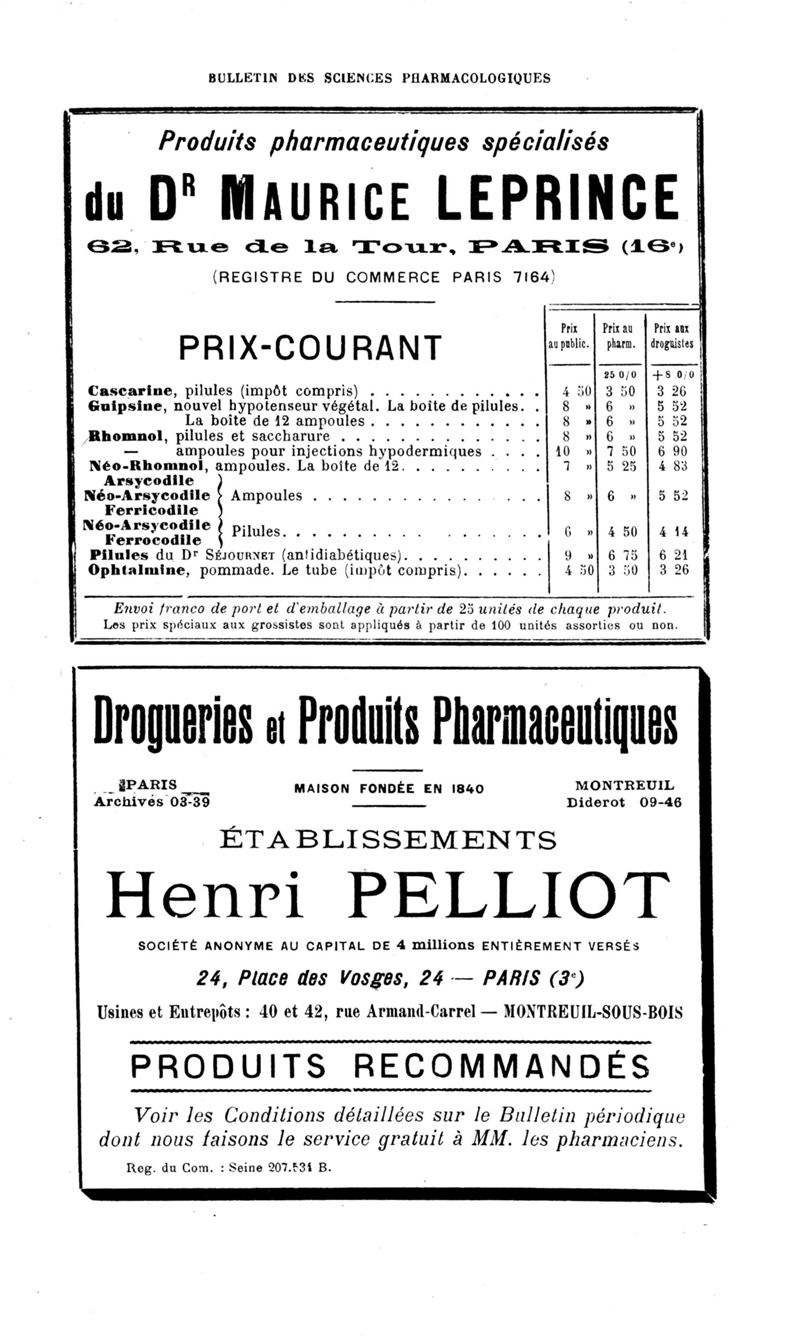 BULLETIN DES SCIENCES PHARMACOLOGIQUES
Produits pharmaceutiques spécialisés
du DR MAURICE LEPRINCE
62, Rue de la Tour, PARIS (16e)
(REGISTRE DU COMMERCE PARIS 7164)
PRIX-COURANT
Prix au public. Prix au pharm. Prix aux droguistes
25 0/0 +8 0/0
Cascarine, pilules (impôt compris) . . . . . . . . . . . . 4 50 3 50 3 26
Guipsine, nouvel hypotenseur végétal. La boîte de pilules. . 8 » 6 » 5 52
La boîte de 12 ampoules . . . . . . . . . . . . 8 » 6 » 5 52
Rhomnol, pilules et saccharure . . . . . . . . . . . . . . 8 » 6 » 5 52
— ampoules pour injections hypodermiques . . . . 10 » 7 50 6 90
Néo-Rhomnol, ampoules. La boîte de 12. . . . . . . . . . 7 » 5 25 4 83
Arsycodile
Néo-Arsycodile } Ampoules . . . . . . . . . . . . . . . . 8 » 6 » 5 52
Ferricodile
Néo-Arsycodile
Ferrocodile } Pilules. . . . . . . . . . . . . . . . 6 » 4 50 4 14
Pilules du Dr SÉJOURNET (antidiabétiques). . . . . . . . . . 9 » 6 75 6 21
Ophtalmine, pommade. Le tube (impôt compris). . . . . . 4 50 3 50 3 26
Envoi franco de port et d'emballage à partir de 25 unités de chaque produit.
Les prix spéciaux aux grossistes sont appliqués à partir de 100 unités assorties ou non.
Drogueries et Produits Pharmaceutiques
PARIS MAISON FONDÉE EN 1840 MONTREUIL
Archives 03-39 Diderot 09-46
ÉTABLISSEMENTS
Henri PELLIOT
SOCIÉTÉ ANONYME AU CAPITAL DE 4 millions ENTIÈREMENT VERSÉS
24, Place des Vosges, 24 — PARIS (3e)
Usines et Entrepôts : 40 et 42, rue Armand-Carrel — MONTREUIL-SOUS-BOIS
PRODUITS RECOMMANDÉS
Voir les Conditions détaillées sur le Bulletin périodique
dont nous faisons le service gratuit à MM. les pharmaciens.
Reg. du Com. : Seine B.